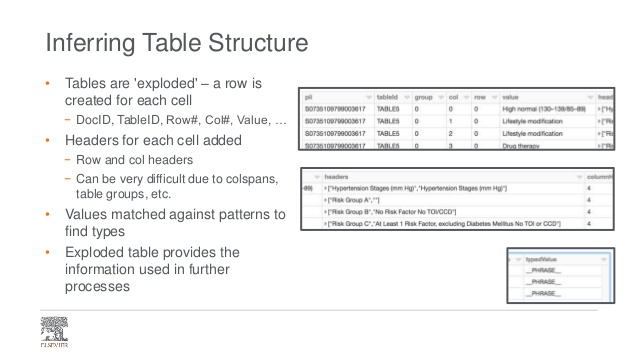 Inferring Table Structure
• Tables are 'exploded' – a row is
created for each cell
– DocID, TableID, Row#, Col#, Value, …
• Headers for each cell added
– Row and col headers
– Can be very difficult due to colspans,
table groups, etc.
• Values matched against patterns to
find types
• Exploded table provides the
information used in further
processes
pii tableId group col row value head
S0735109799003617 TABLE5 0 0 0 High normal (130–139/85–89) ["Hy
S0735109799003617 TABLE5 0 1 0 Lifestyle modification ["Ri
S0735109799003617 TABLE5 0 2 0 Lifestyle modification ["Ri
S0735109799003617 TABLE5 0 3 0 Drug therapy ["Ri
headers columnH
-89) ["Hypertension Stages (mm Hg)","Hypertension Stages (mm Hg)"] 4
["Risk Group A",""] 4
["Risk Group B","No Risk Factor No TOI/CCD"] 4
["Risk Group C","At Least 1 Risk Factor, excluding Diabetes Mellitus No TOI or CCD"] 4
typedValue
__PHRASE__
__PHRASE__
__PHRASE__
ELSEVIER